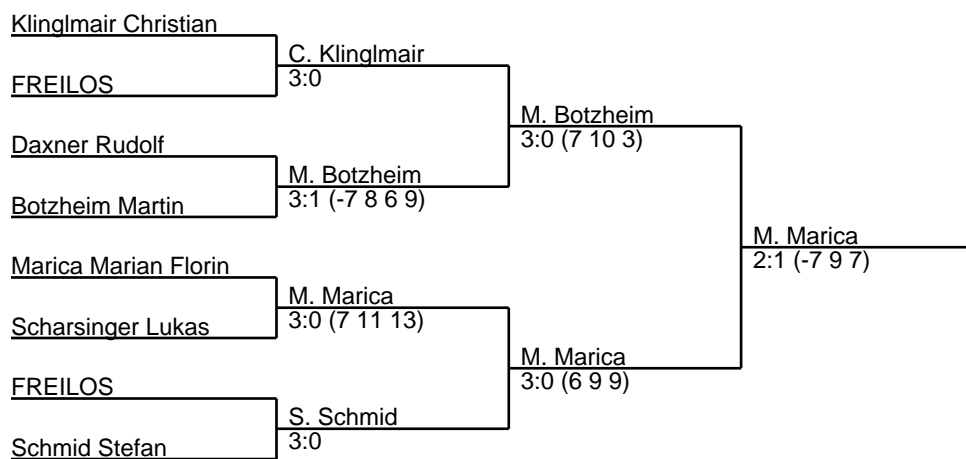 Klinglmair Christian
C. Klinglmair
3:0
FREILOS
M. Botzheim
3:0 (7 10 3)
Daxner Rudolf
M. Botzheim
3:1 (-7 8 6 9)
Botzheim Martin
M. Marica
2:1 (-7 9 7)
Marica Marian Florin
M. Marica
3:0 (7 11 13)
Scharsinger Lukas
M. Marica
3:0 (6 9 9)
FREILOS
S. Schmid
3:0
Schmid Stefan